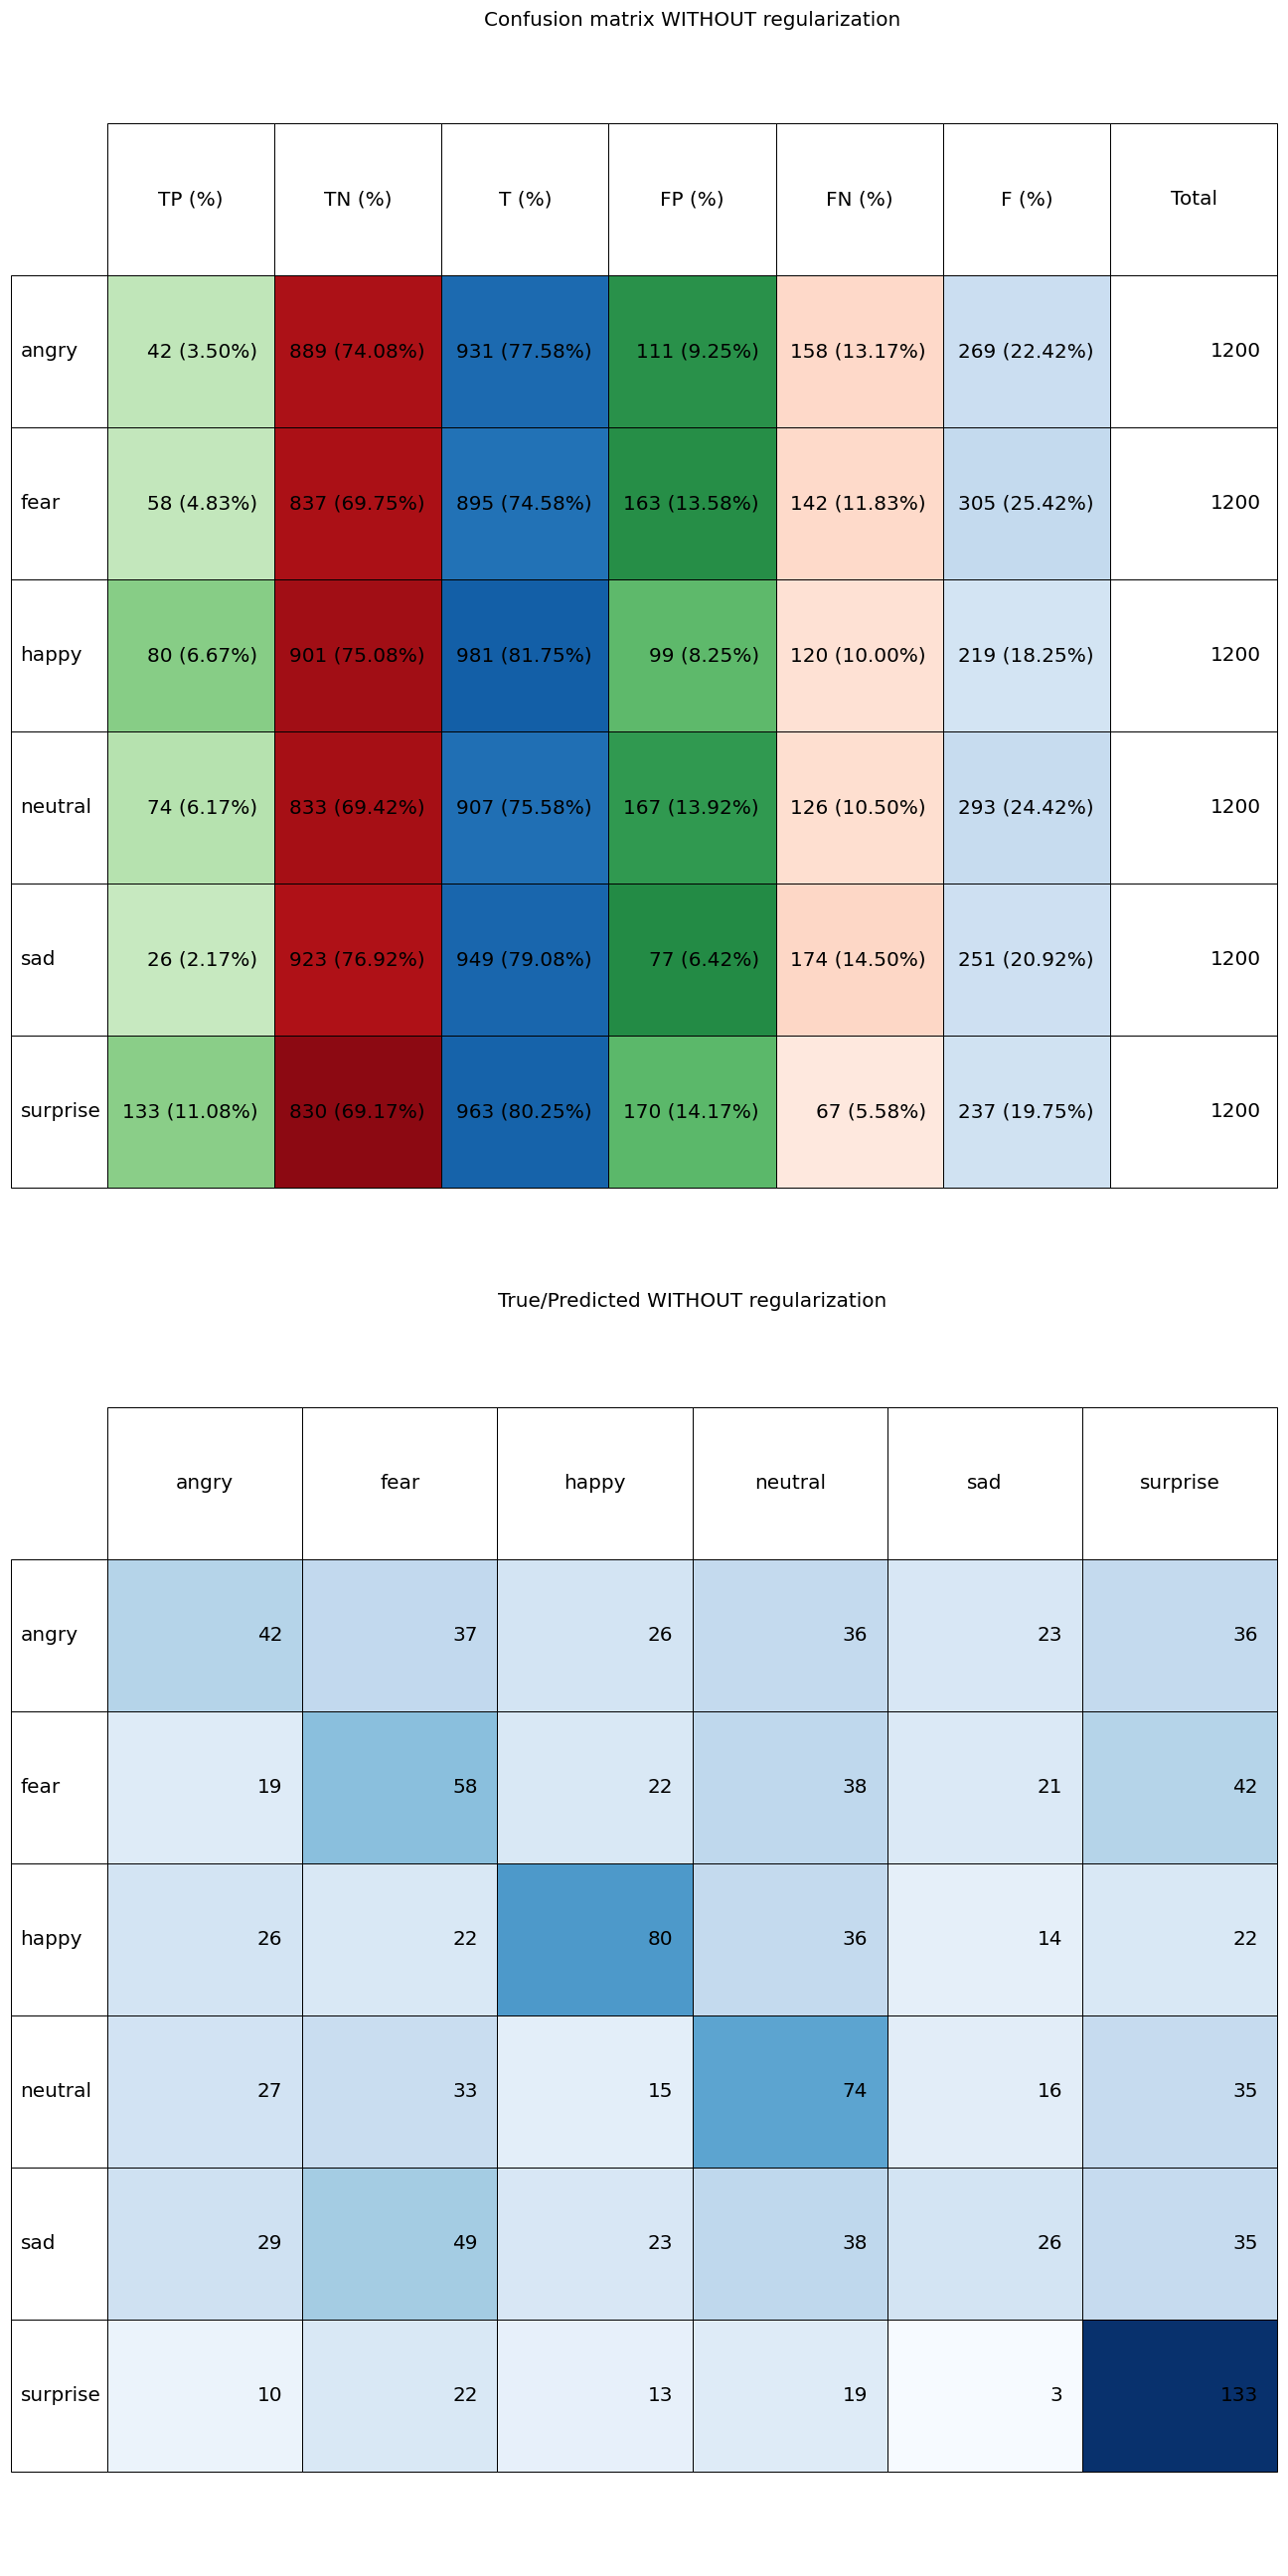 Confusion matrix WITHOUT regularization
TP (%) TN (%) T (%) FP (%) FN (%) F (%) Total
angry 42 (3.50%) 889 (74.08%) 931 (77.58%) 111 (9.25%) 158 (13.17%) 269 (22.42%) 1200
fear 58 (4.83%) 837 (69.75%) 895 (74.58%) 163 (13.58%) 142 (11.83%) 305 (25.42%) 1200
happy 80 (6.67%) 901 (75.08%) 981 (81.75%) 99 (8.25%) 120 (10.00%) 219 (18.25%) 1200
neutral 74 (6.17%) 833 (69.42%) 907 (75.58%) 167 (13.92%) 126 (10.50%) 293 (24.42%) 1200
sad 26 (2.17%) 923 (76.92%) 949 (79.08%) 77 (6.42%) 174 (14.50%) 251 (20.92%) 1200
surprise 133 (11.08%) 830 (69.17%) 963 (80.25%) 170 (14.17%) 67 (5.58%) 237 (19.75%) 1200
True/Predicted WITHOUT regularization
angry fear happy neutral sad surprise
angry 42 37 26 36 23 36
fear 19 58 22 38 21 42
happy 26 22 80 36 14 22
neutral 27 33 15 74 16 35
sad 29 49 23 38 26 35
surprise 10 22 13 19 3 133